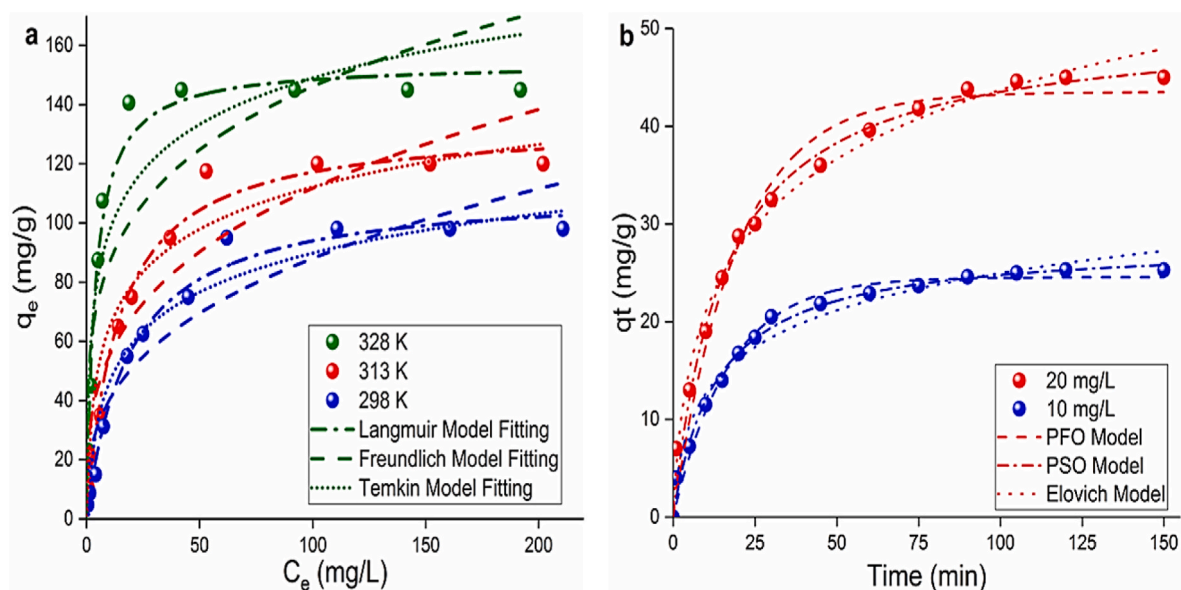 a
160
140
120
100
80
60
40
20
0
qe (mg/g)
328 K
313 K
298 K
Langmuir Model Fitting
Freundlich Model Fitting
Temkin Model Fitting
0 50 100 150 200
Ce (mg/L)
b
50
40
30
20
10
0
qt (mg/g)
20 mg/L
10 mg/L
PFO Model
PSO Model
Elovich Model
0 25 50 75 100 125 150
Time (min)